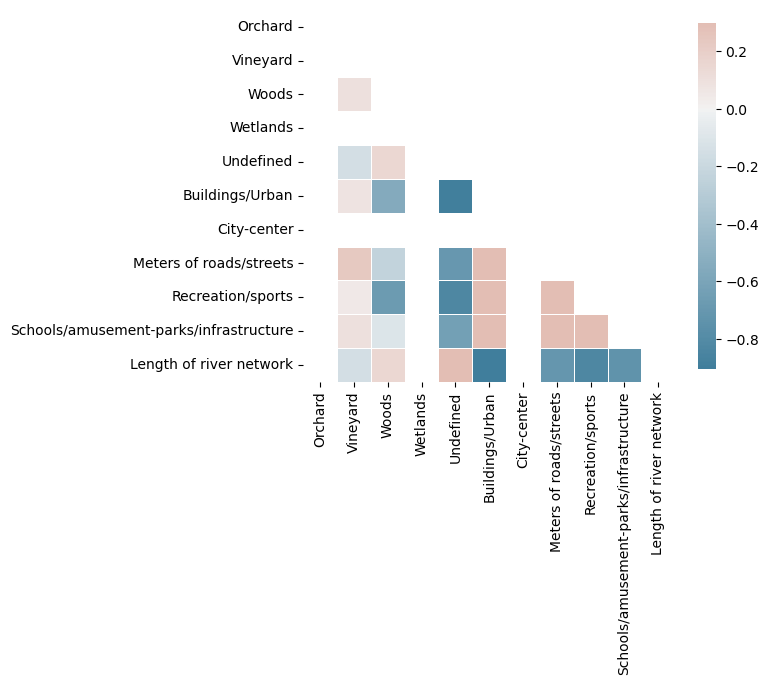 Orchard
Vineyard
Woods
Wetlands
Undefined
Buildings/Urban
City-center
Meters of roads/streets
Recreation/sports
Schools/amusement-parks/infrastructure
Length of river network
Orchard
Vineyard
Woods
Wetlands
Undefined
Buildings/Urban
City-center
Meters of roads/streets
Recreation/sports
Schools/amusement-parks/infrastructure
Length of river network
0.2
0.0
−0.2
−0.4
−0.6
−0.8